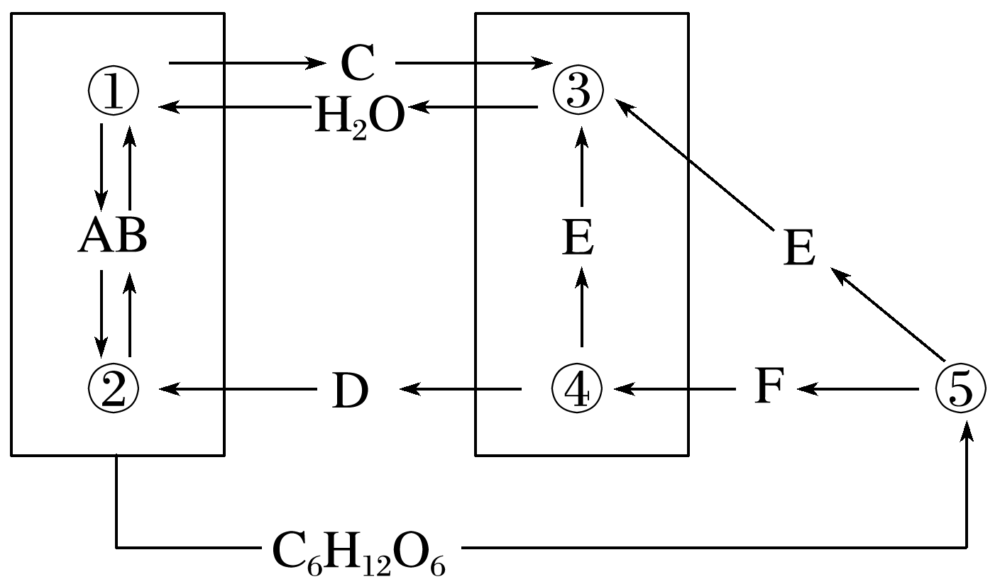 ① C ③
H₂O
AB E E
② D ④ F ⑤
C₆H₁₂O₆